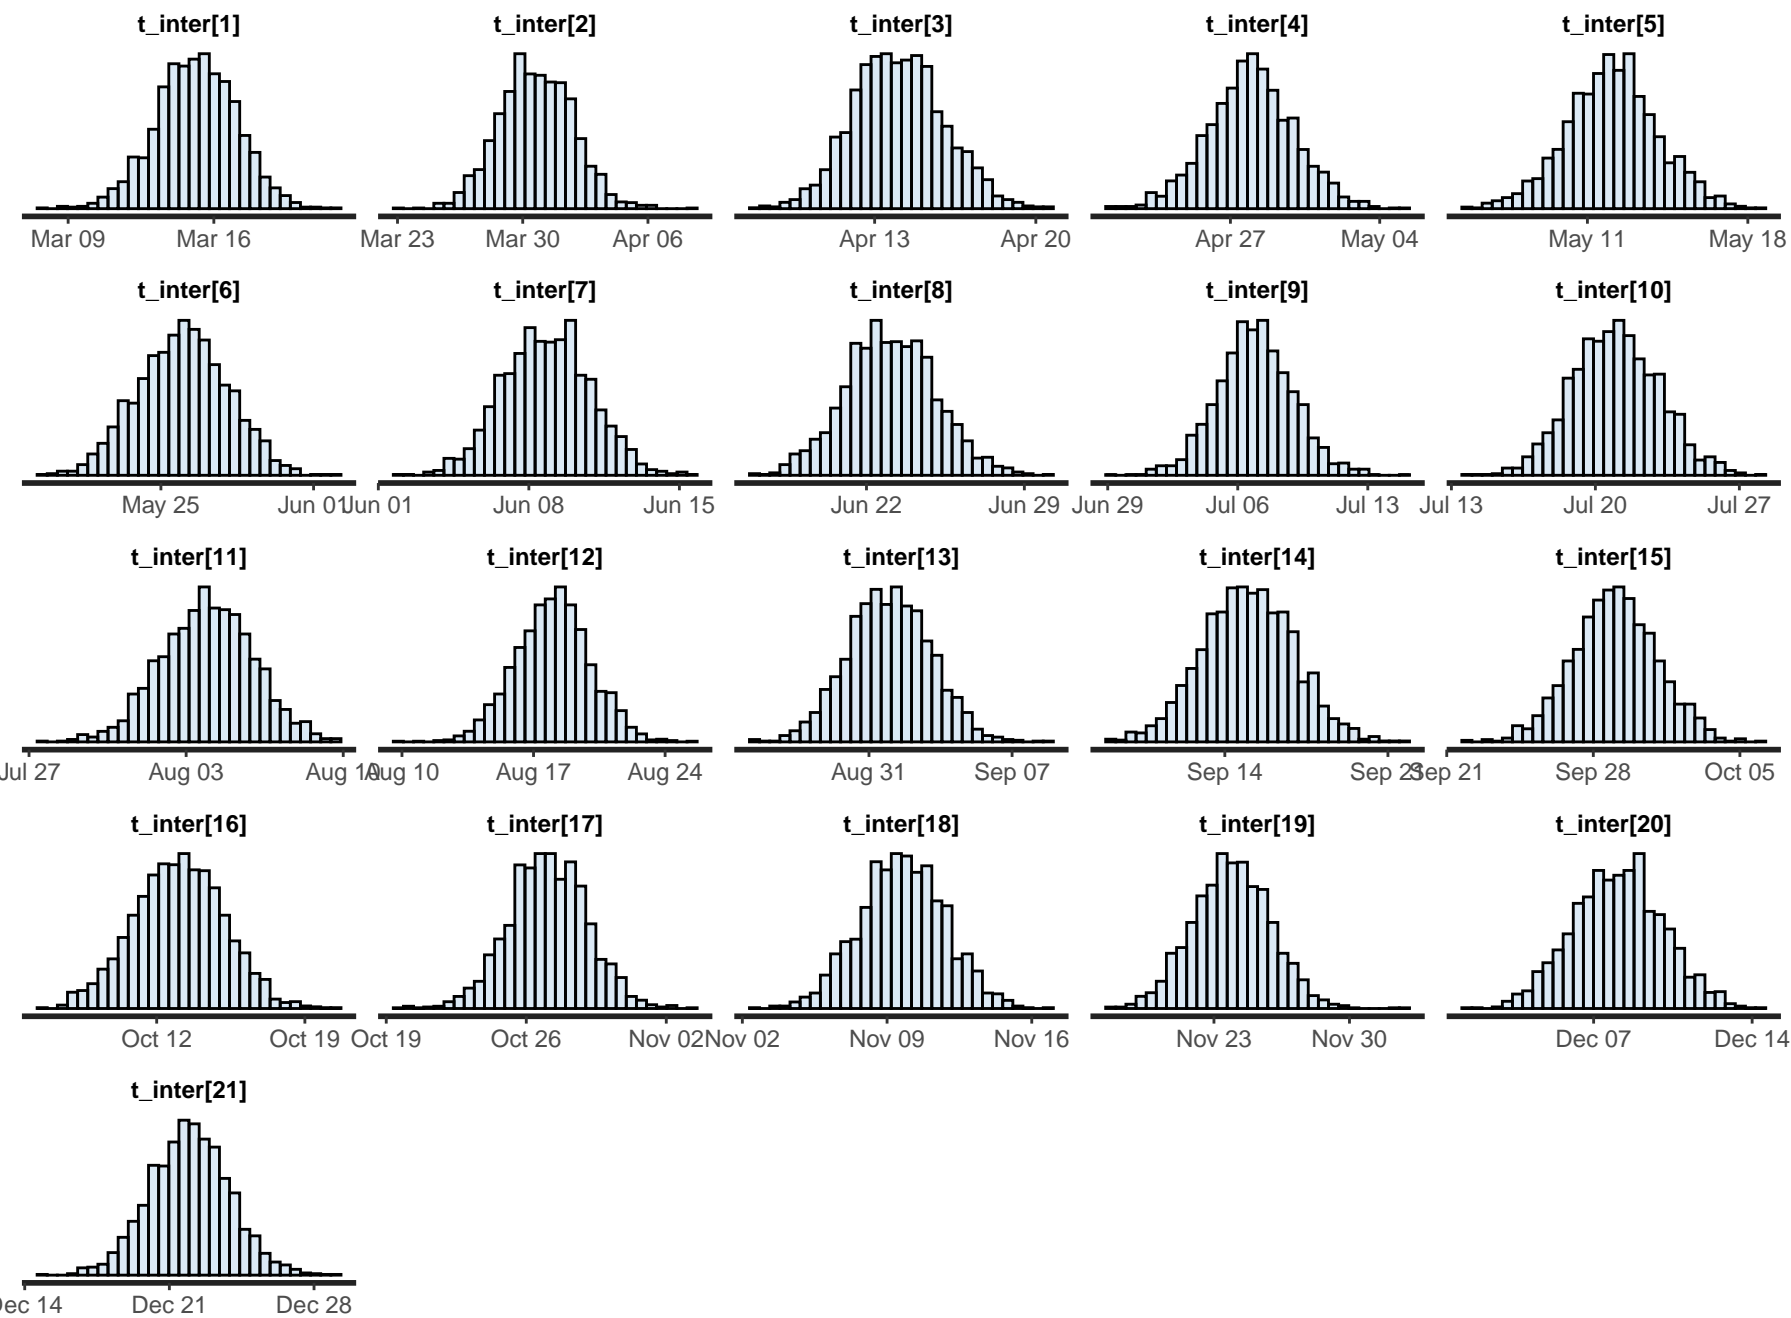 t_inter[1] t_inter[2] t_inter[3] t_inter[4] t_inter[5]
Mar 09 Mar 16 Mar 23 Mar 30 Apr 06 Apr 13 Apr 20 Apr 27 May 04 May 11 May 18
t_inter[6] t_inter[7] t_inter[8] t_inter[9] t_inter[10]
May 25 Jun 01 Jun 01 Jun 08 Jun 15 Jun 22 Jun 29 Jun 29 Jul 06 Jul 13 Jul 13 Jul 20 Jul 27
t_inter[11] t_inter[12] t_inter[13] t_inter[14] t_inter[15]
Jul 27 Aug 03 Aug 10 Aug 10 Aug 17 Aug 24 Aug 31 Sep 07 Sep 14 Sep 21 Sep 21 Sep 28 Oct 05
t_inter[16] t_inter[17] t_inter[18] t_inter[19] t_inter[20]
Oct 12 Oct 19 Oct 19 Oct 26 Nov 02 Nov 02 Nov 09 Nov 16 Nov 23 Nov 30 Dec 07 Dec 14
t_inter[21]
Dec 14 Dec 21 Dec 28